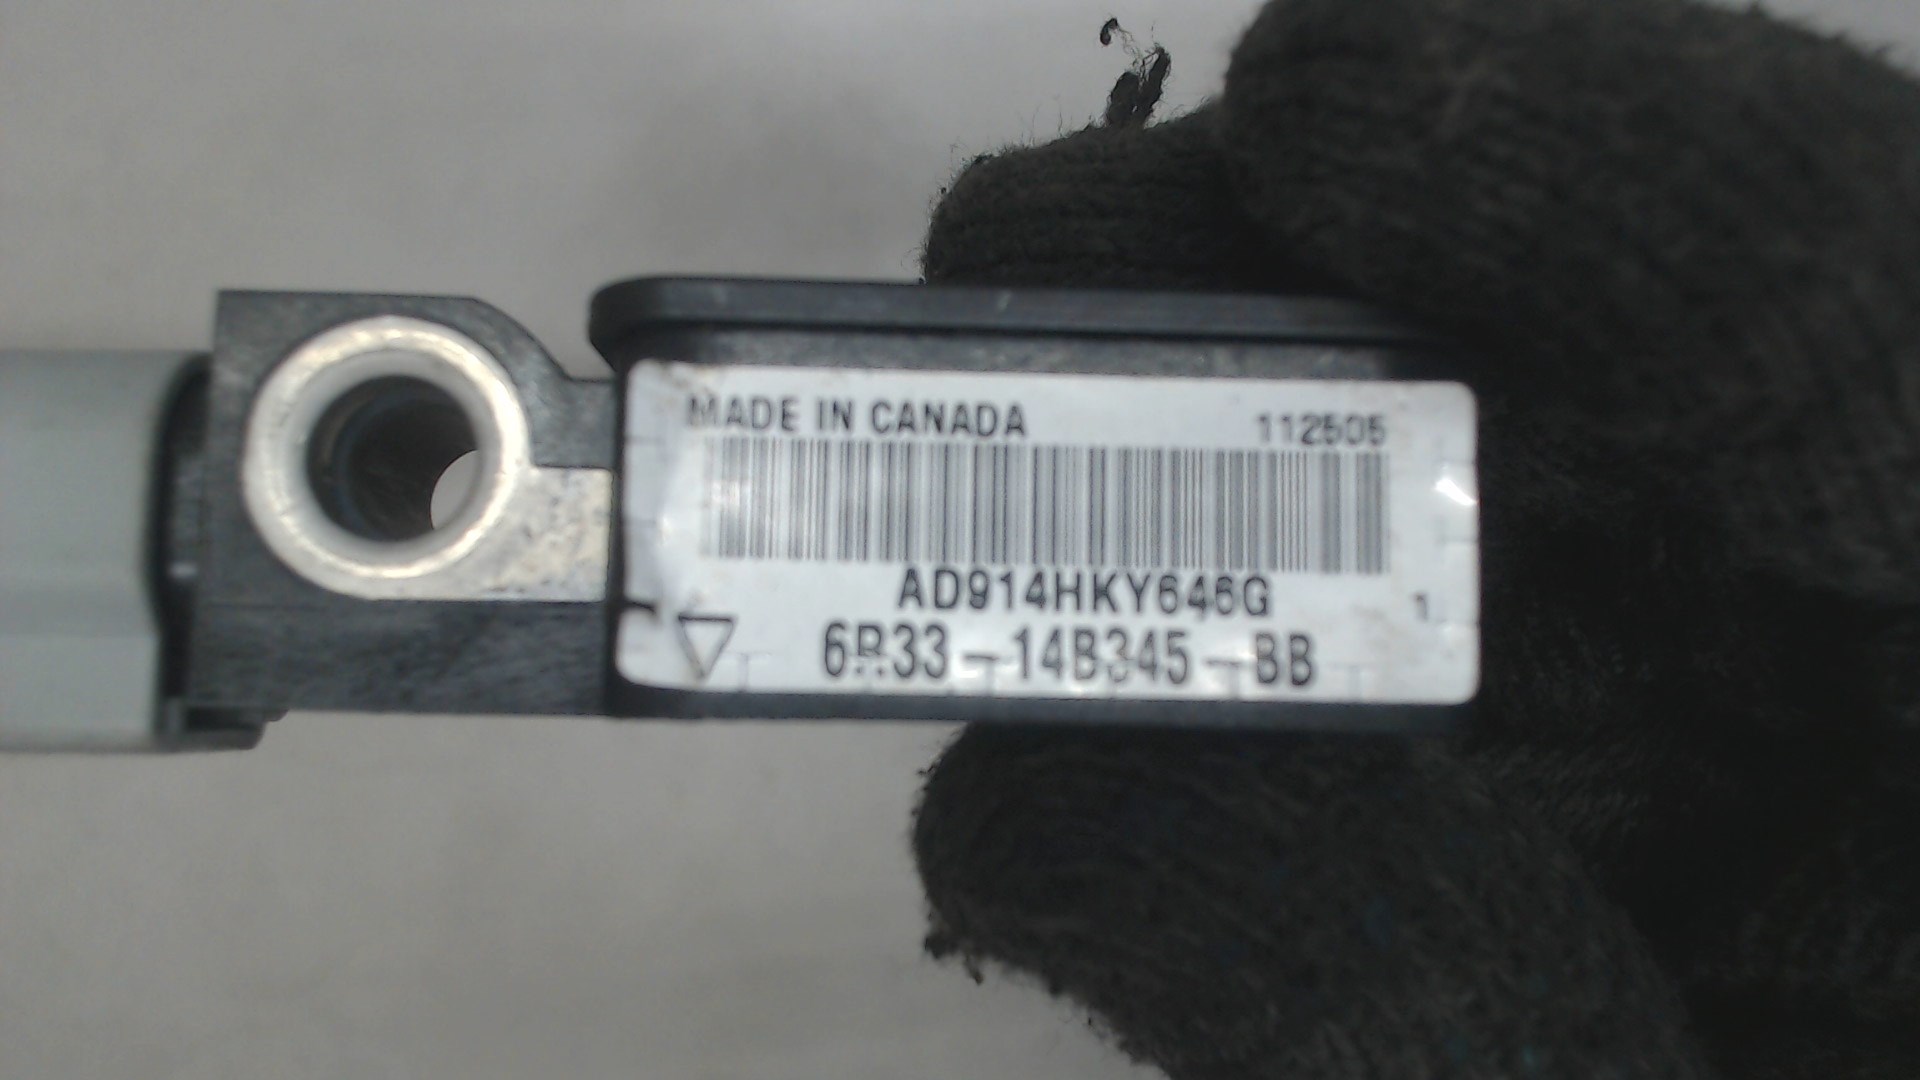 MADE IN CANADA 112505
AD914HKY646G 1
6R33-14B345-BB